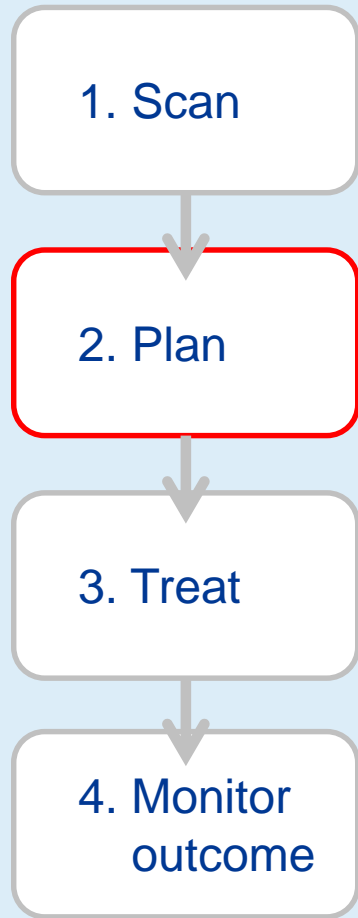 1. Scan
2. Plan
3. Treat
4. Monitor
outcome